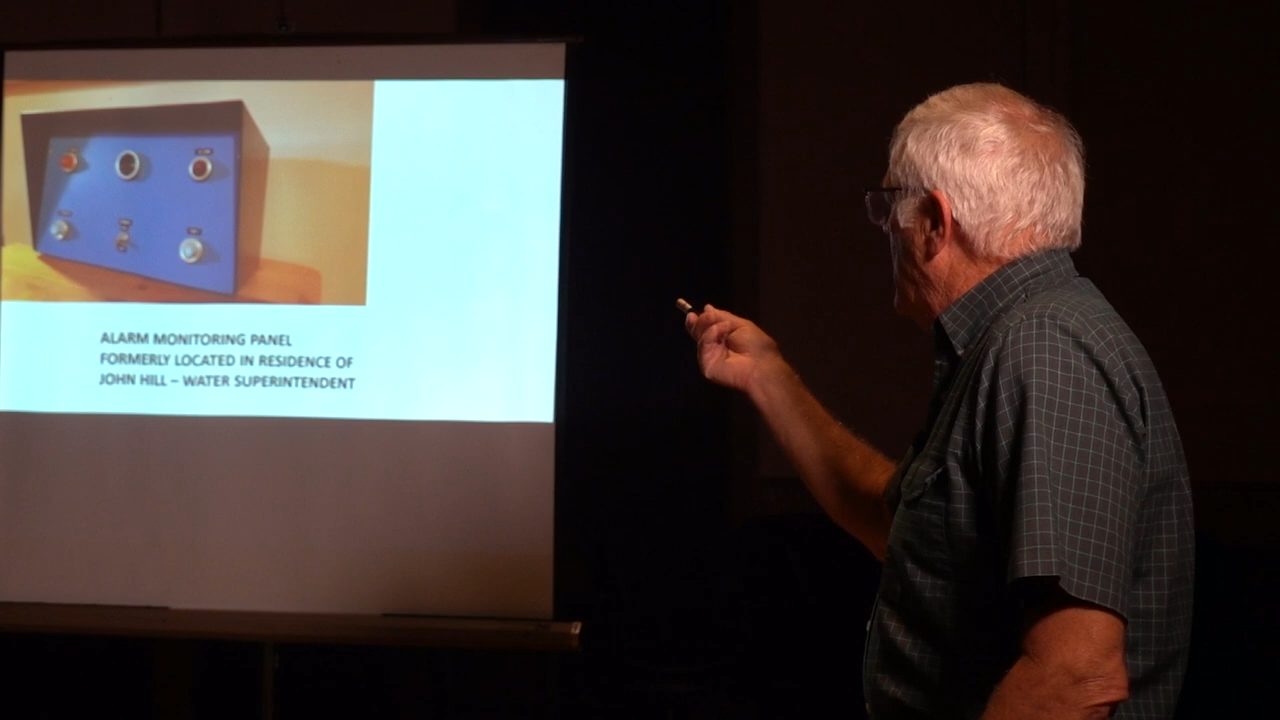 ALARM MONITORING PANEL
FORMERLY LOCATED IN RESIDENCE OF
JOHN HILL – WATER SUPERINTENDENT